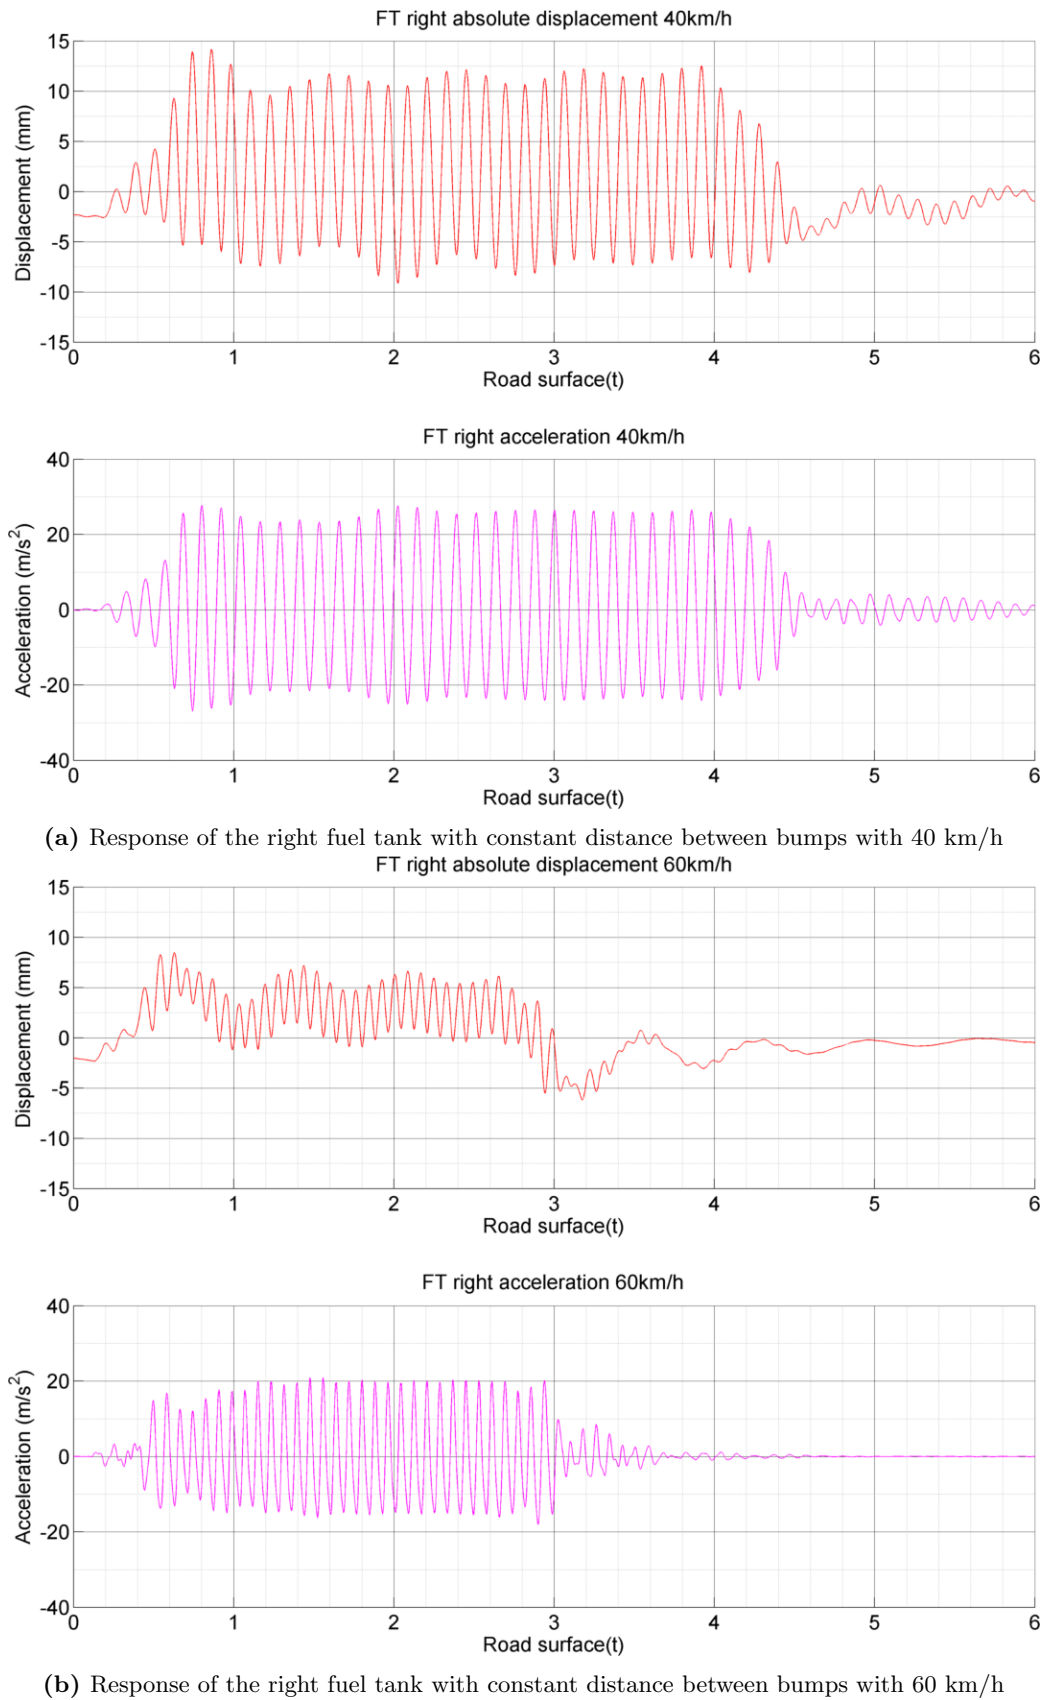 FT right absolute displacement 40km/h
15
10
5
0
-5
-10
-15
Displacement (mm)
0 1 2 3 4 5 6
Road surface(t)
FT right acceleration 40km/h
40
20
0
-20
-40
Acceleration (m/s²)
0 1 2 3 4 5 6
Road surface(t)
(a) Response of the right fuel tank with constant distance between bumps with 40 km/h
FT right absolute displacement 60km/h
15
10
5
0
-5
-10
-15
Displacement (mm)
0 1 2 3 4 5 6
Road surface(t)
FT right acceleration 60km/h
40
20
0
-20
-40
Acceleration (m/s²)
0 1 2 3 4 5 6
Road surface(t)
(b) Response of the right fuel tank with constant distance between bumps with 60 km/h